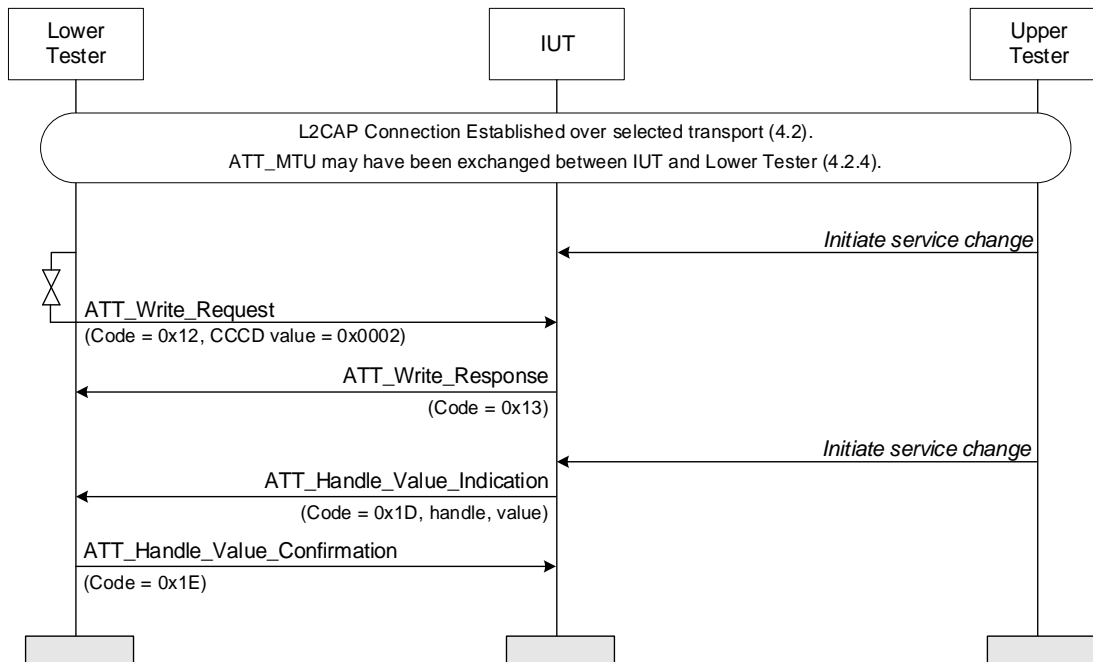 Lower
Tester
IUT
Upper
Tester
L2CAP Connection Established over selected transport (4.2).
ATT_MTU may have been exchanged between IUT and Lower Tester (4.2.4).
Initiate service change
ATT_Write_Request
(Code = 0x12, CCCD value = 0x0002)
ATT_Write_Response
(Code = 0x13)
Initiate service change
ATT_Handle_Value_Indication
(Code = 0x1D, handle, value)
ATT_Handle_Value_Confirmation
(Code = 0x1E)